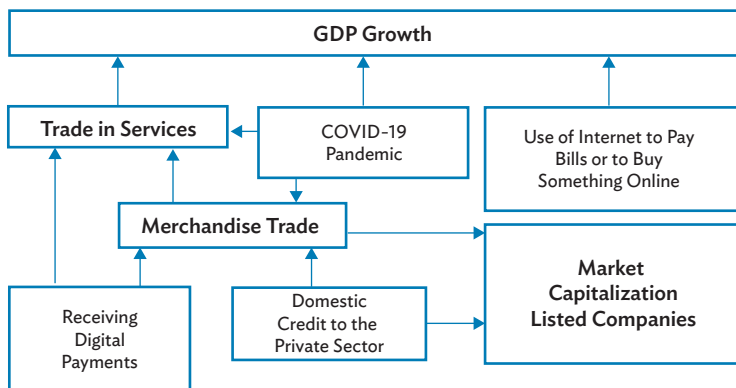 GDP Growth
Trade in Services
COVID-19
Pandemic
Use of Internet to Pay
Bills or to Buy
Something Online
Merchandise Trade
Market
Capitalization
Listed Companies
Receiving
Digital
Payments
Domestic
Credit to the
Private Sector